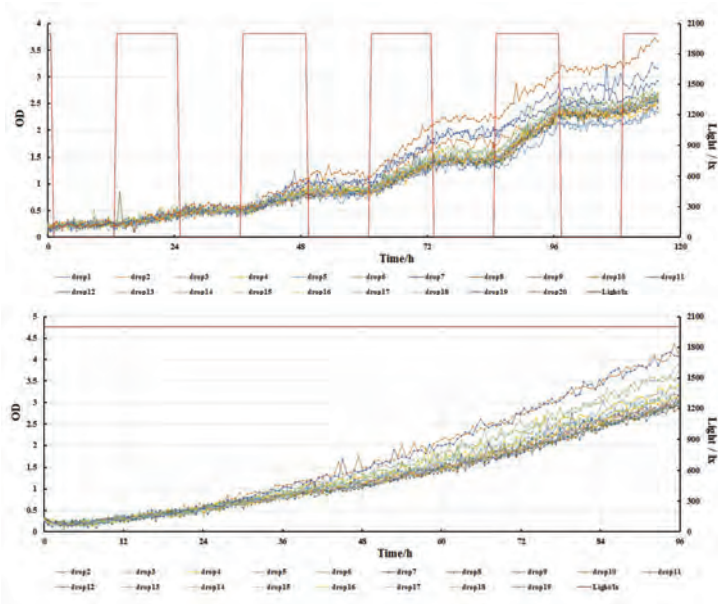 4 2100
3.5 1800
3 1500
2.5 1200
2 900
1.5 600
1 300
0.5 0
0
OD
Light / lx
0 24 48 72 96 120
Time/h
drop1 drop2 drop3 drop4 drop5 drop6 drop7 drop8 drop9 drop10 drop11
drop12 drop13 drop14 drop15 drop16 drop17 drop18 drop19 drop20 Light/lx
5 2100
4.5 1800
4 1500
3.5 1200
3 900
2.5 600
2 300
1.5 0
1
0.5
0
OD
Light / lx
0 12 24 36 48 60 72 84 96
Time/h
drop2 drop3 drop4 drop5 drop6 drop7 drop8 drop9 drop10 drop11
drop12 drop13 drop14 drop15 drop16 drop17 drop18 drop19 Light/lx